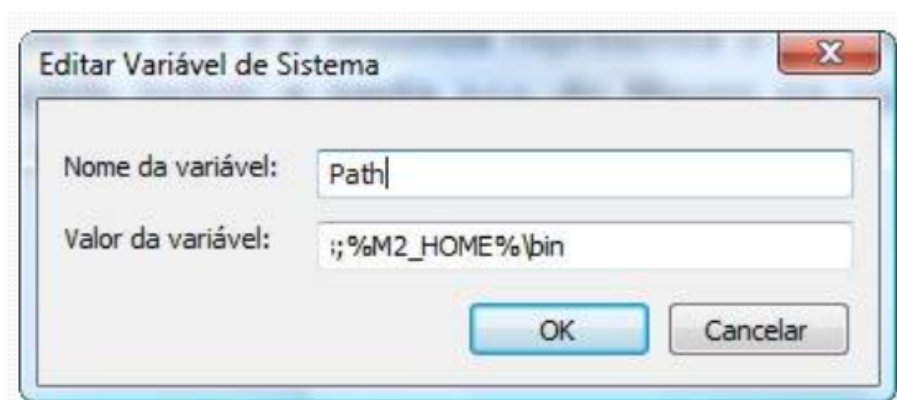 Editar Variável de Sistema
Nome da variável: Path
Valor da variável: :;%M2_HOME%\bin
OK Cancelar